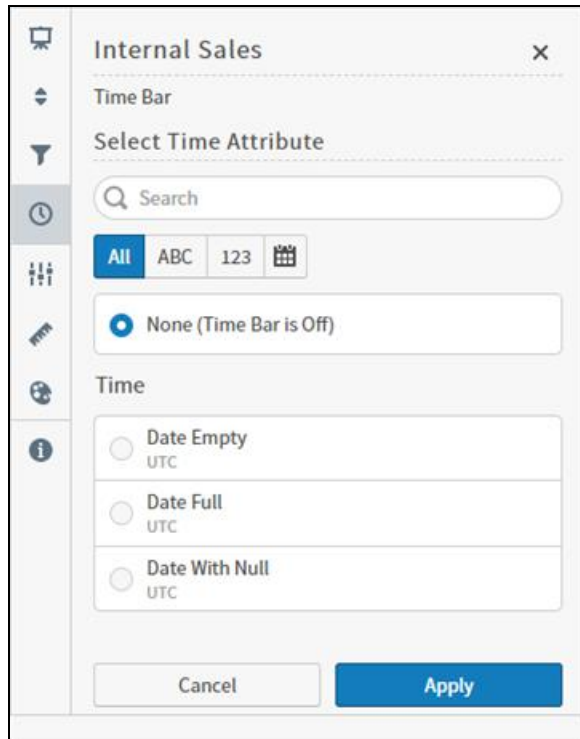 Internal Sales
Time Bar
Select Time Attribute
Search
All ABC 123
None (Time Bar is Off)
Time
Date Empty
UTC
Date Full
UTC
Date With Null
UTC
Cancel Apply